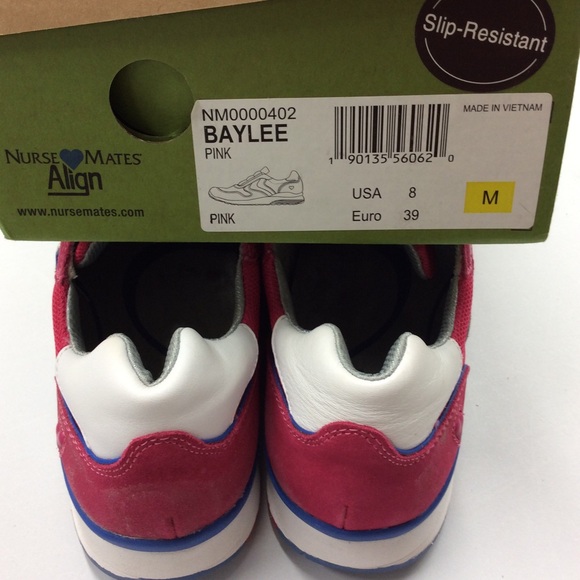 Slip-Resistant
NM0000402
BAYLEE
PINK
MADE IN VIETNAM
1 90135 56062 0
NURSE MATES
Align
www.nursemates.com
USA 8
Euro 39
M
PINK